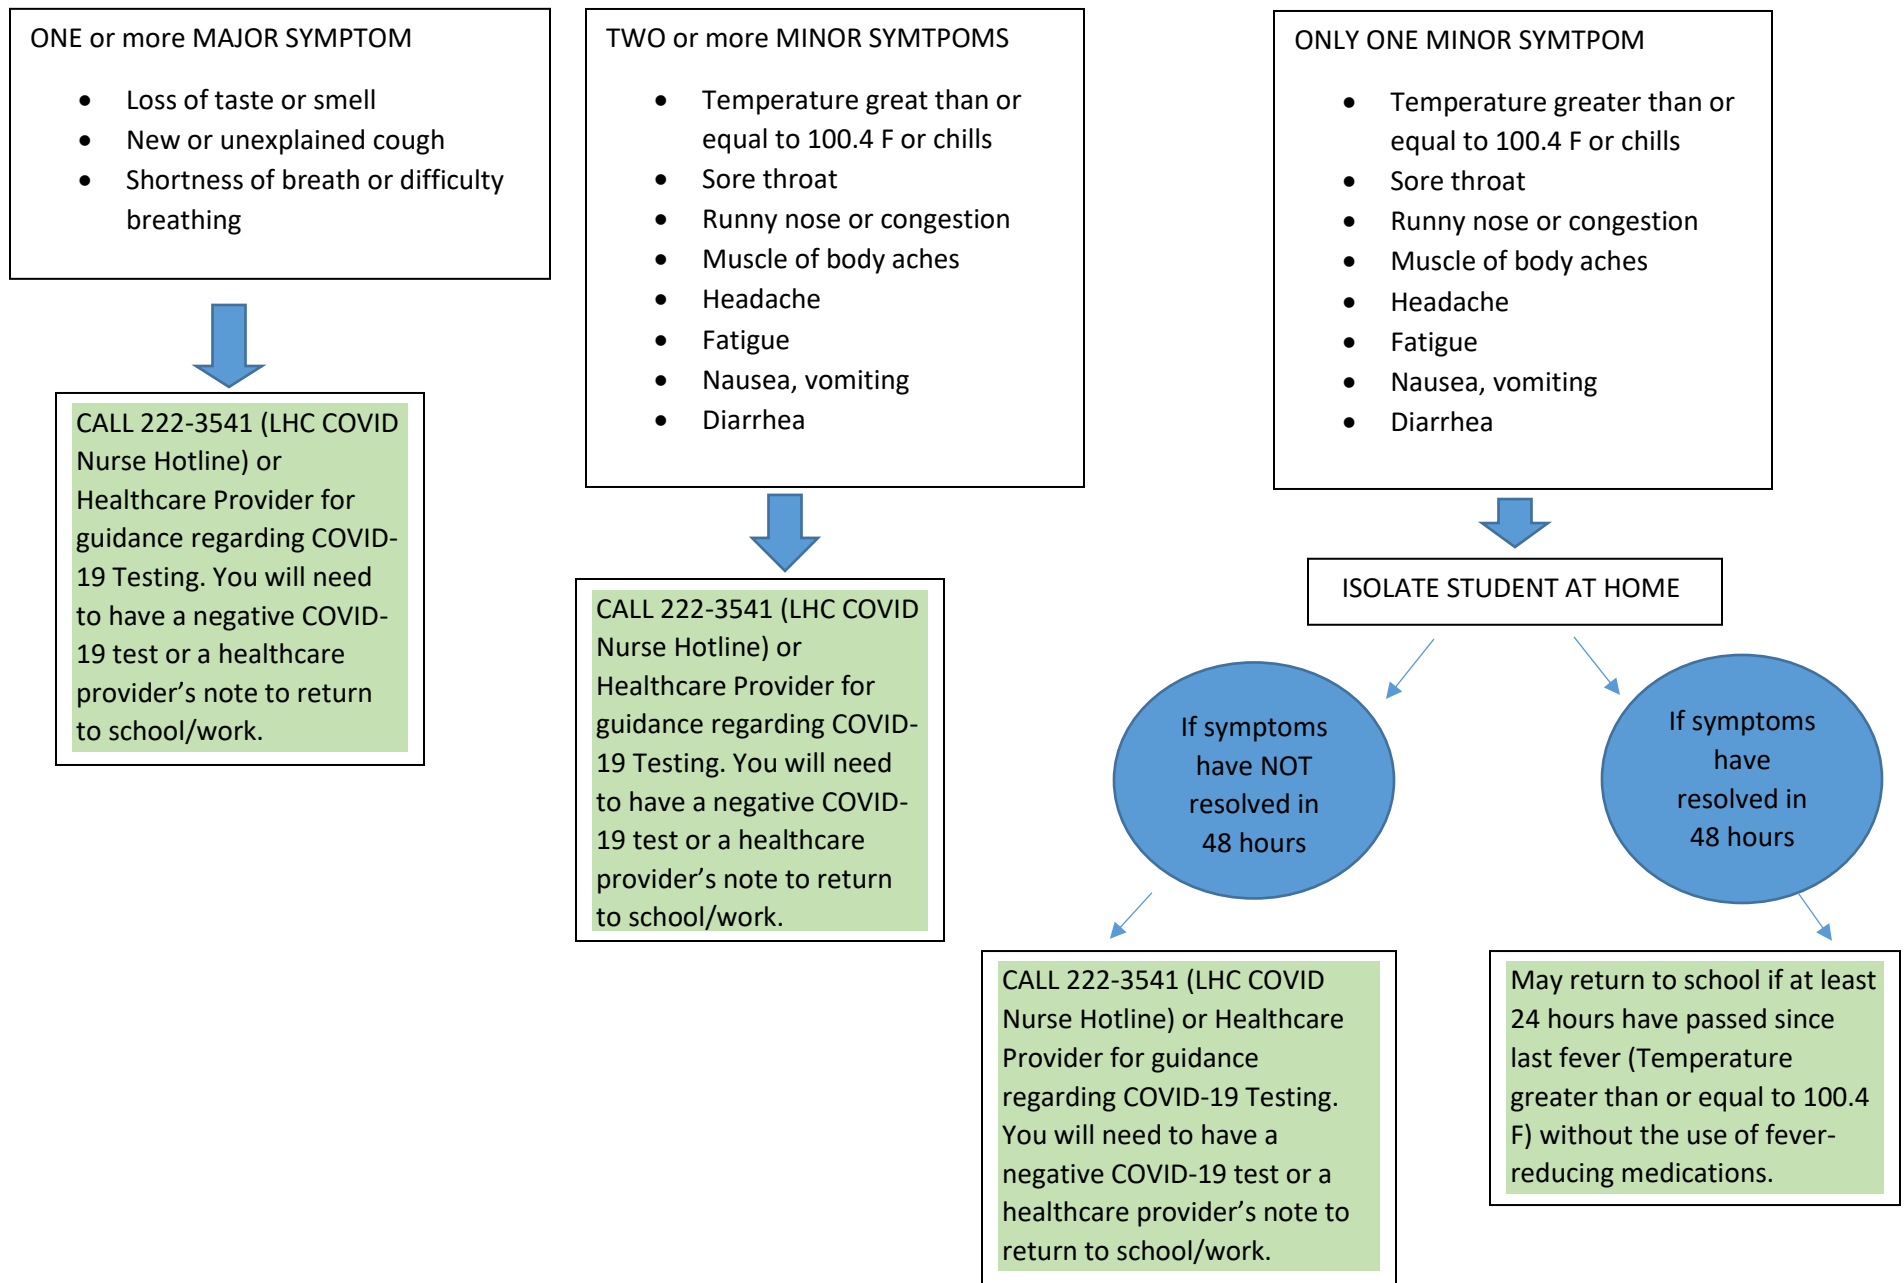 ONE or more MAJOR SYMPTOM
• Loss of taste or smell
• New or unexplained cough
• Shortness of breath or difficulty
breathing
CALL 222-3541 (LHC COVID
Nurse Hotline) or
Healthcare Provider for
guidance regarding COVID-
19 Testing. You will need
to have a negative COVID-
19 test or a healthcare
provider’s note to return
to school/work.
TWO or more MINOR SYMTPOMS
• Temperature great than or
equal to 100.4 F or chills
• Sore throat
• Runny nose or congestion
• Muscle of body aches
• Headache
• Fatigue
• Nausea, vomiting
• Diarrhea
CALL 222-3541 (LHC COVID
Nurse Hotline) or
Healthcare Provider for
guidance regarding COVID-
19 Testing. You will need
to have a negative COVID-
19 test or a healthcare
provider’s note to return
to school/work.
ONLY ONE MINOR SYMTPOM
• Temperature greater than or
equal to 100.4 F or chills
• Sore throat
• Runny nose or congestion
• Muscle of body aches
• Headache
• Fatigue
• Nausea, vomiting
• Diarrhea
ISOLATE STUDENT AT HOME
If symptoms
have NOT
resolved in
48 hours
CALL 222-3541 (LHC COVID
Nurse Hotline) or Healthcare
Provider for guidance
regarding COVID-19 Testing.
You will need to have a
negative COVID-19 test or a
healthcare provider’s note to
return to school/work.
If symptoms
have
resolved in
48 hours
May return to school if at least
24 hours have passed since
last fever (Temperature
greater than or equal to 100.4
F) without the use of fever-
reducing medications.